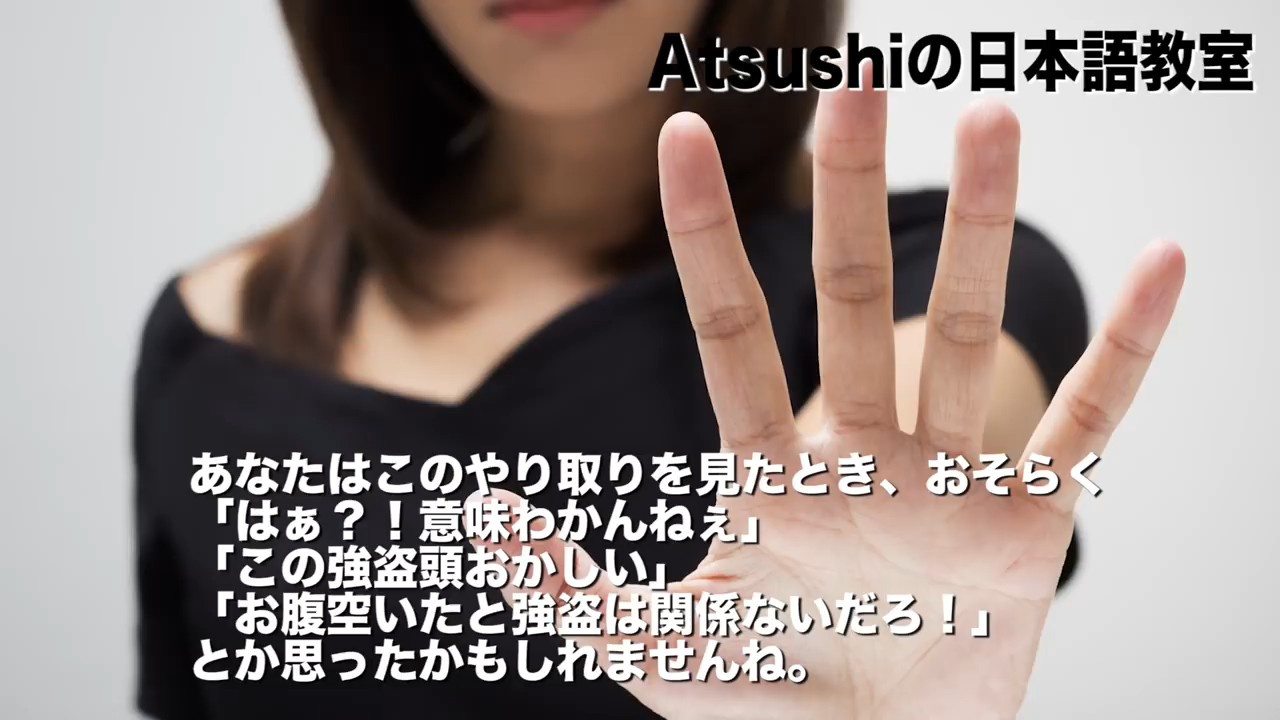 Atsushiの日本語教室
あなたはこのやり取りを見たとき、おそらく
「はぁ？！意味わかんねぇ」
「この強盗頭おかしい」
「お腹空いたと強盗は関係ないだろ！」
とか思ったかもしれませんね。